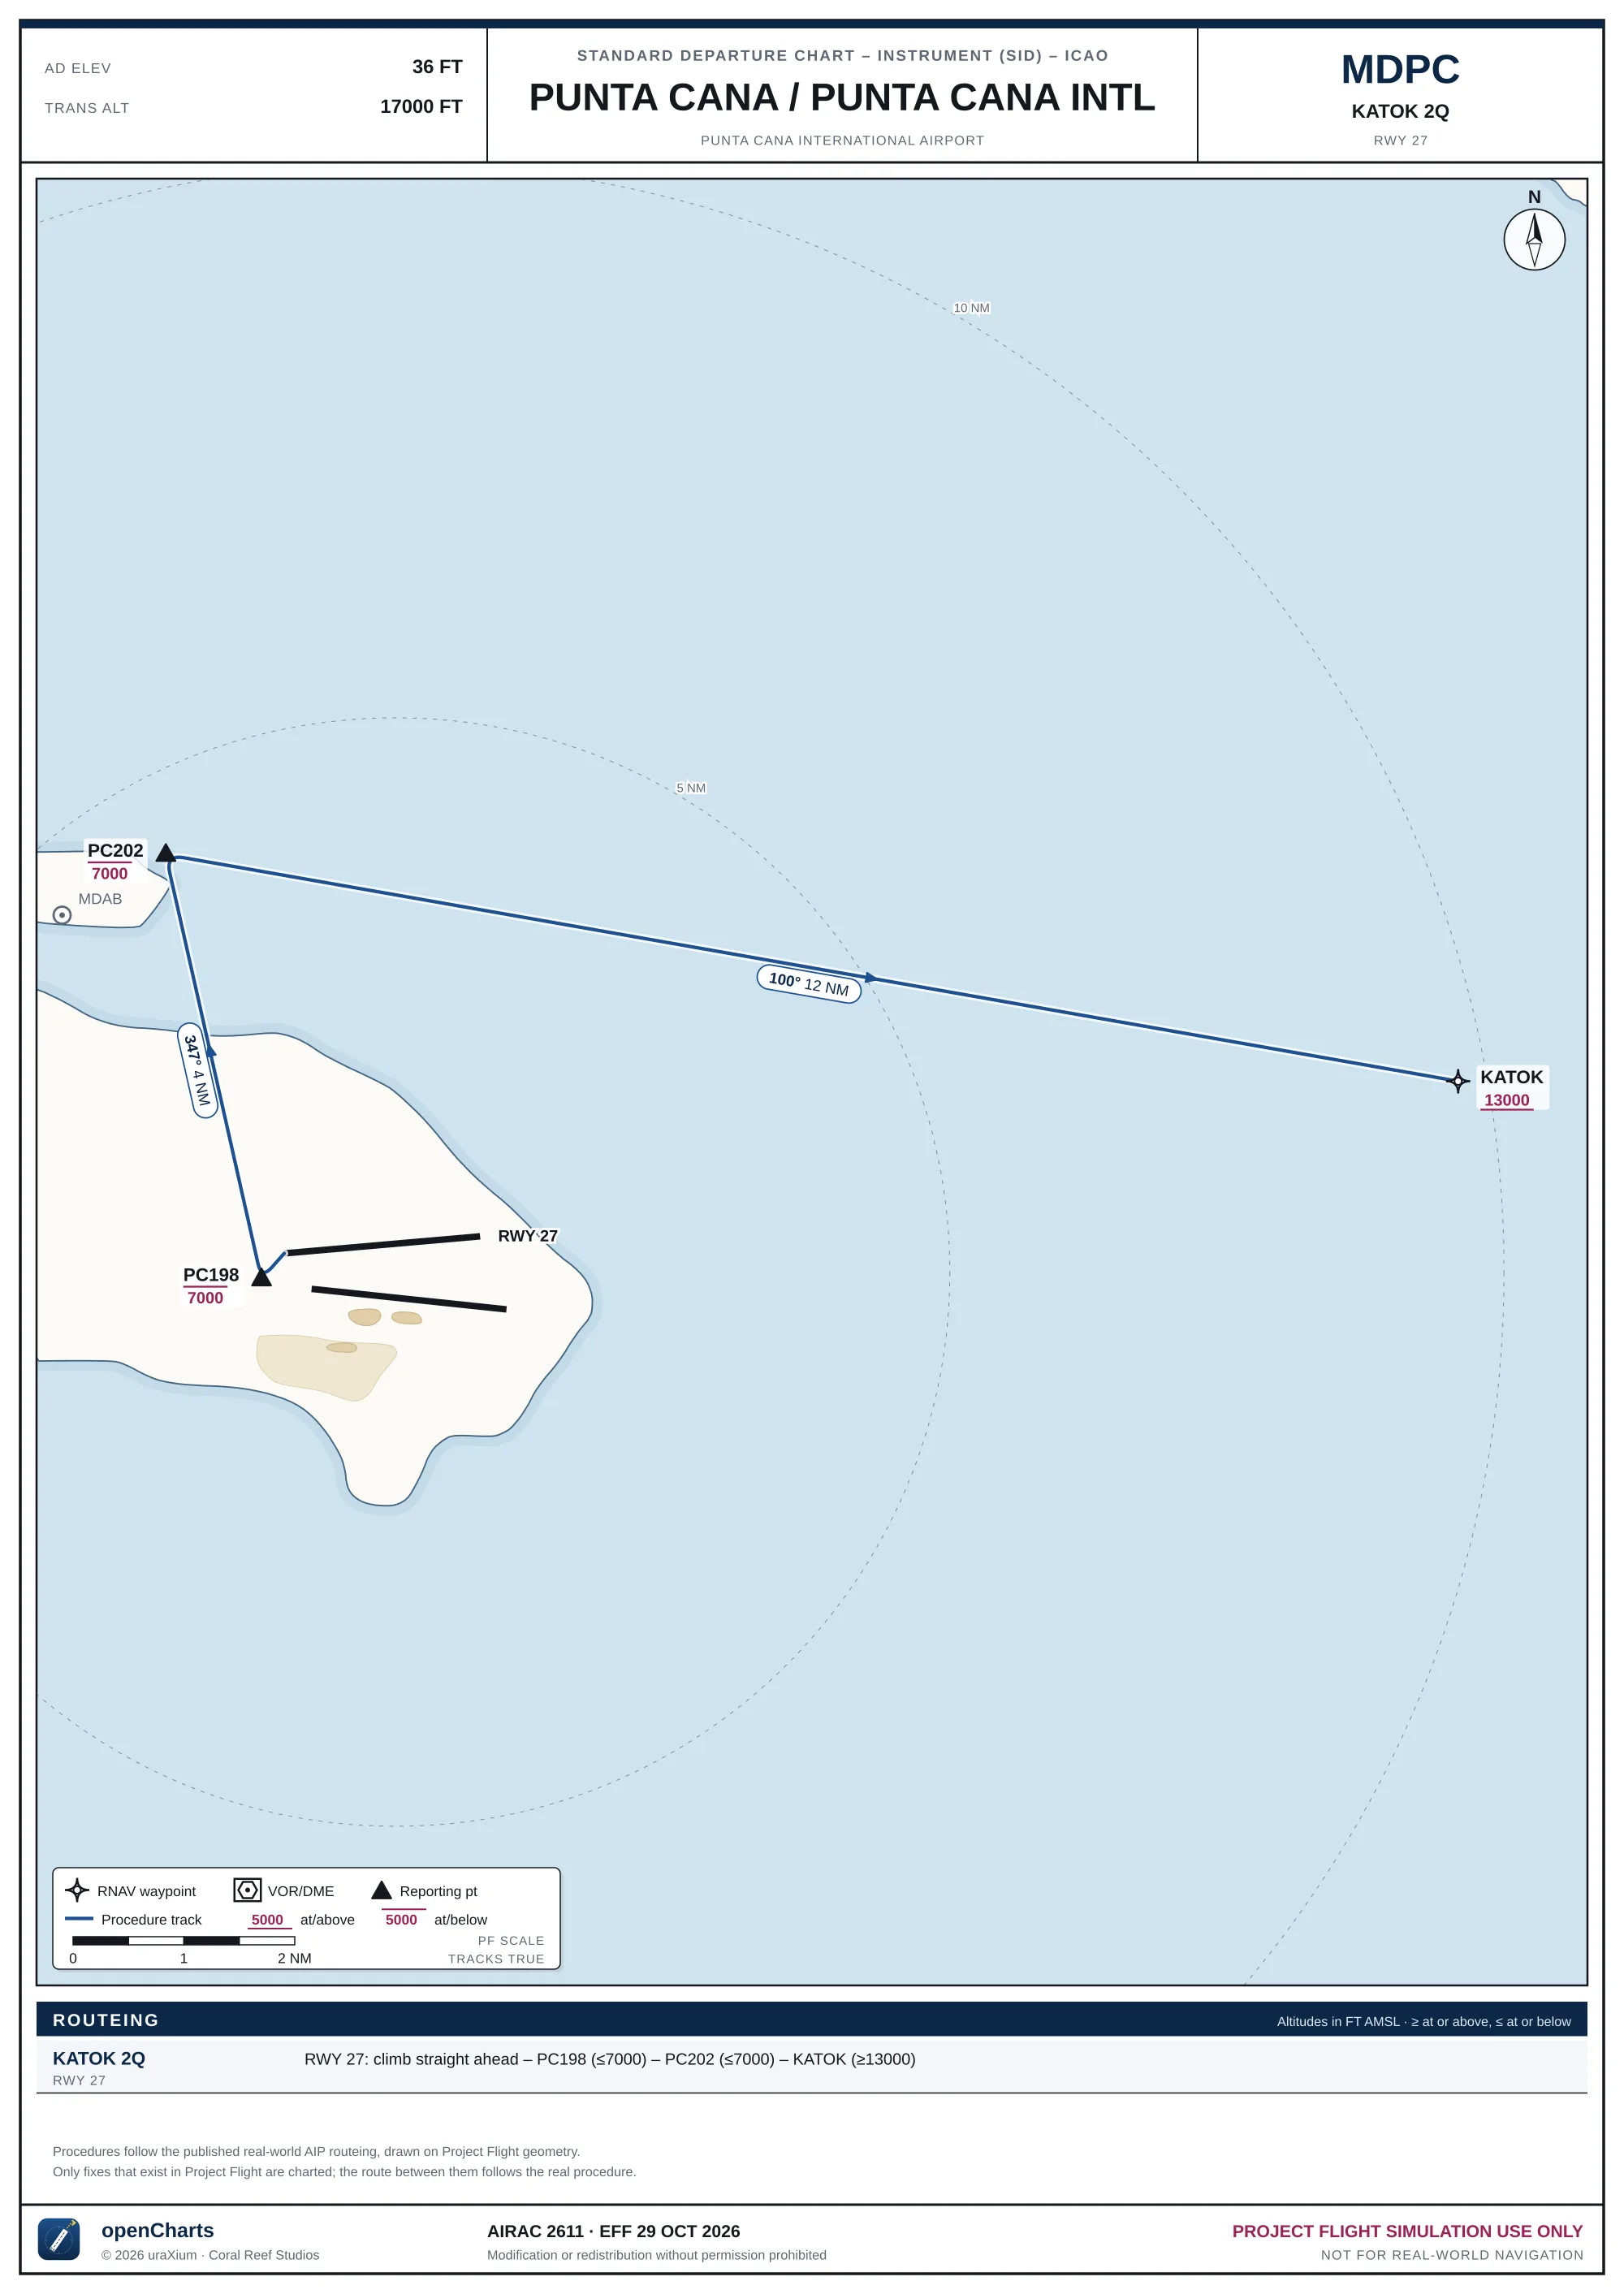 AD ELEV 36 FT
TRANS ALT 17000 FT
STANDARD DEPARTURE CHART – INSTRUMENT (SID) – ICAO
PUNTA CANA / PUNTA CANA INTL
PUNTA CANA INTERNATIONAL AIRPORT
MDPC
KATOK 2Q
RWY 27
N
10 NM
5 NM
PC202
7000
MDAB
100° 12 NM
347° 4 NM
KATOK
13000
RWY 27
PC198
7000
RNAV waypoint VOR/DME Reporting pt
Procedure track 5000 at/above 5000 at/below
PF SCALE
0 1 2 NM TRACKS TRUE
ROUTEING Altitudes in FT AMSL · ≥ at or above, ≤ at or below
KATOK 2Q RWY 27: climb straight ahead – PC198 (≤7000) – PC202 (≤7000) – KATOK (≥13000)
RWY 27
Procedures follow the published real-world AIP routeing, drawn on Project Flight geometry.
Only fixes that exist in Project Flight are charted; the route between them follows the real procedure.
openCharts AIRAC 2611 · EFF 29 OCT 2026 PROJECT FLIGHT SIMULATION USE ONLY
© 2026 uraXium · Coral Reef Studios Modification or redistribution without permission prohibited NOT FOR REAL-WORLD NAVIGATION